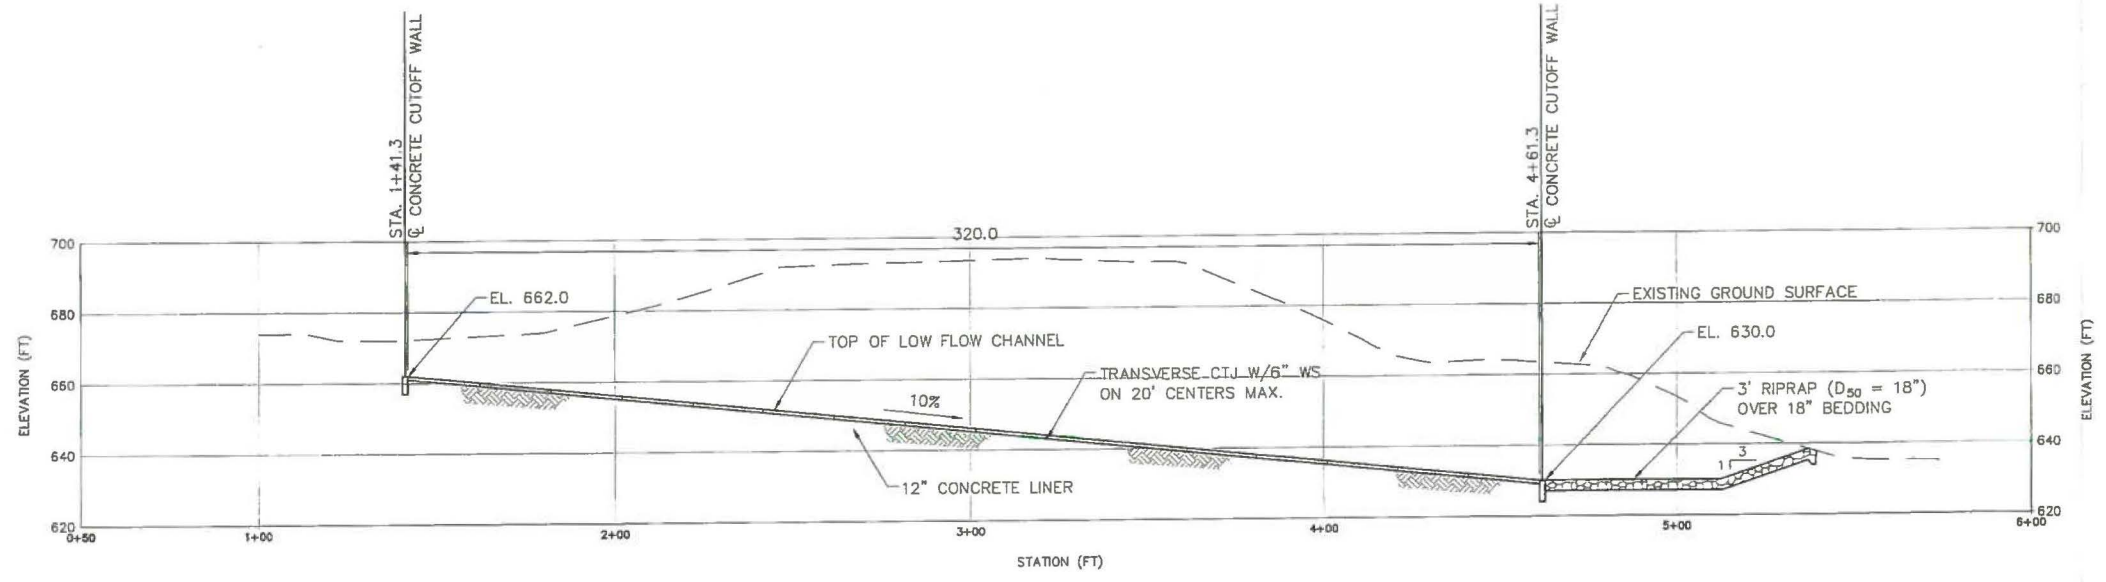 STA. 1+41.3
℄ CONCRETE CUTOFF WALL
STA. 4+61.3
℄ CONCRETE CUTOFF WALL
320.0
700
680
660
640
620
ELEVATION (FT)
EL. 662.0
TOP OF LOW FLOW CHANNEL
10%
TRANSVERSE CTJ W/6" WS
ON 20' CENTERS MAX.
12" CONCRETE LINER
EXISTING GROUND SURFACE
EL. 630.0
3' RIPRAP (D50 = 18")
OVER 18" BEDDING
3
1
700
680
660
640
620
ELEVATION (FT)
0+50
1+00
2+00
3+00
4+00
5+00
6+00
STATION (FT)